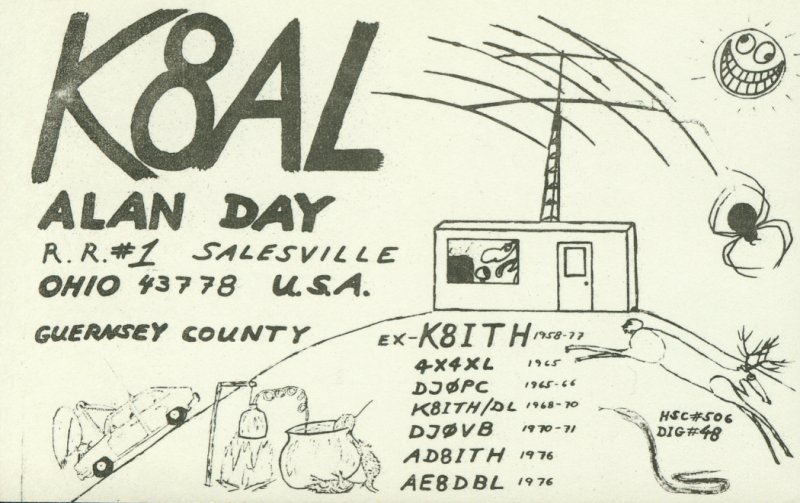 K8AL
ALAN DAY
R.R.#1 SALESVILLE
OHIO 43778 U.S.A.
GUERNSEY COUNTY
EX-K8ITH 1958-77
4X4XL 1965
DJØPC 1965-66
K8ITH/DL 1968-70
DJØVB 1970-71
AD8ITH 1976
AE8DBL 1976
HSC#506
DIG#48